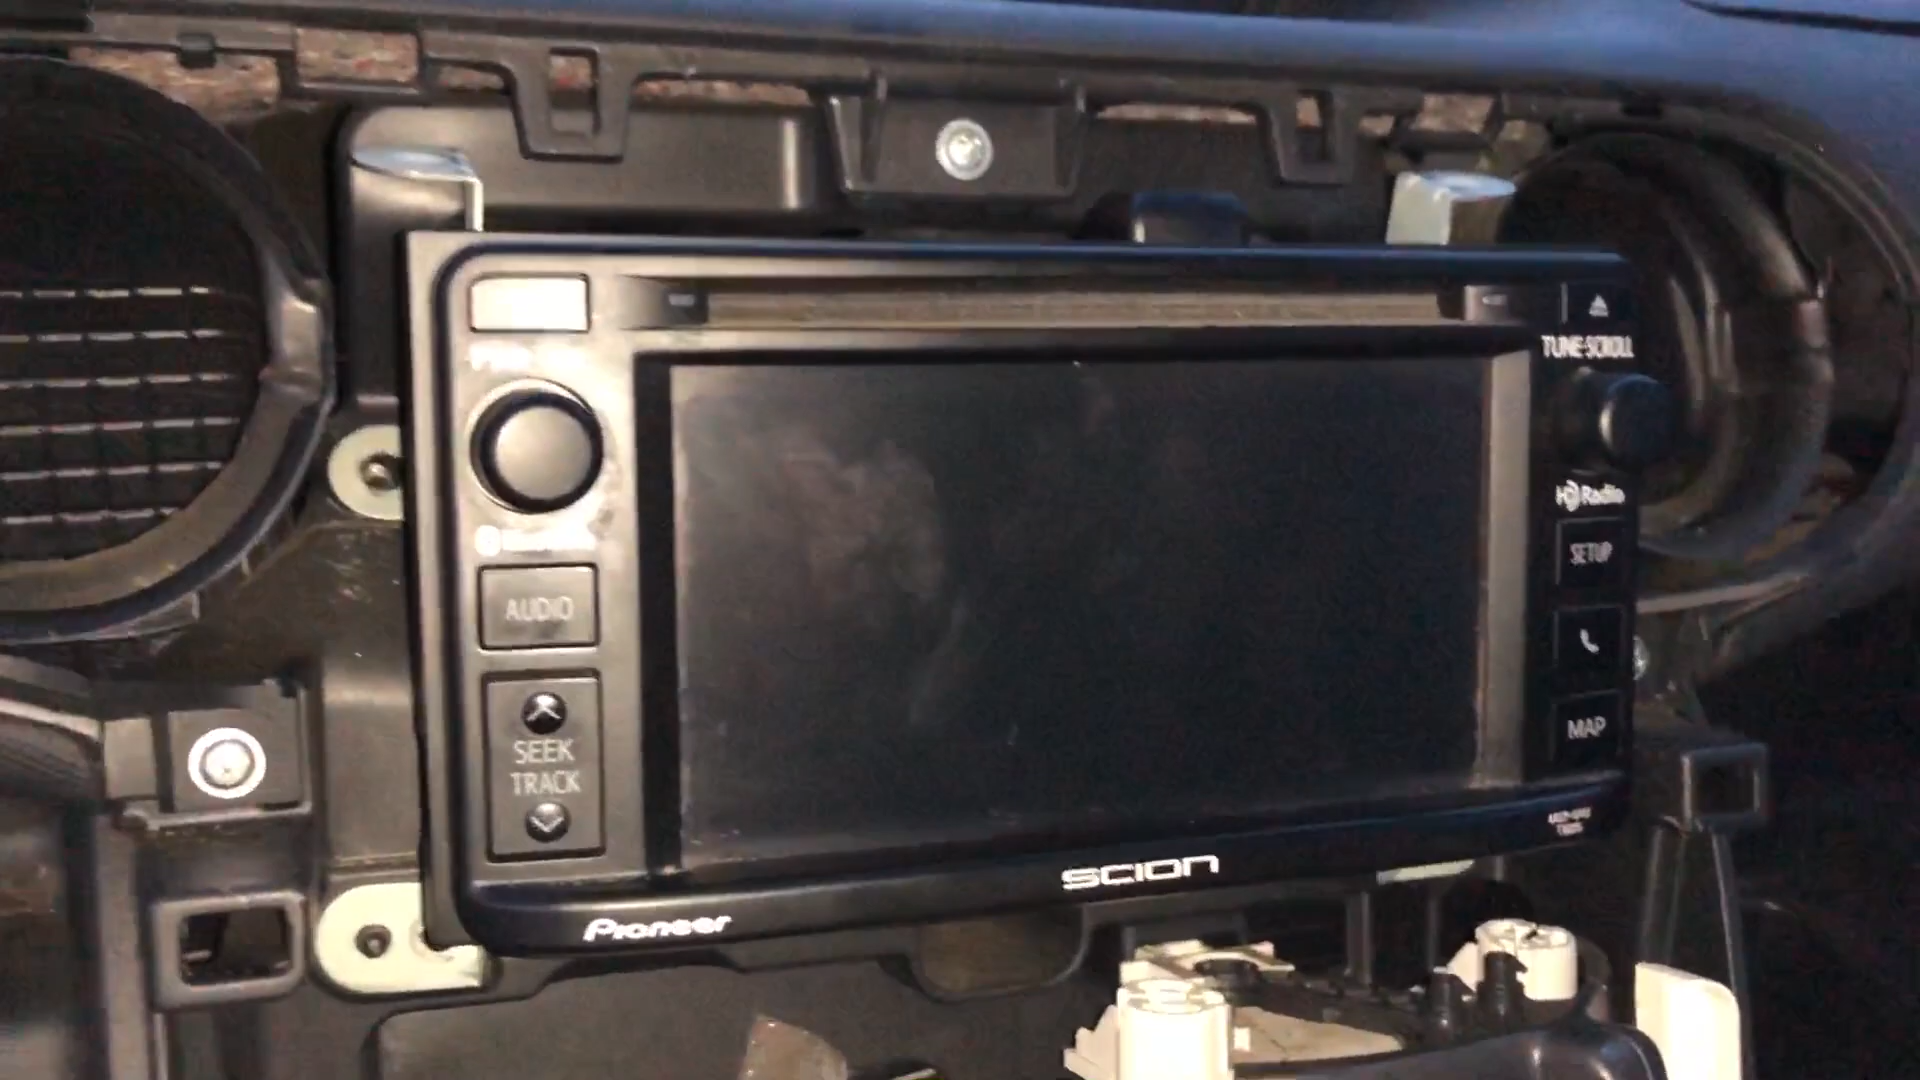 TUNE·SCROLL
HD Radio
AUDIO
SETUP
SEEK
TRACK
MAP
SCION
Pioneer